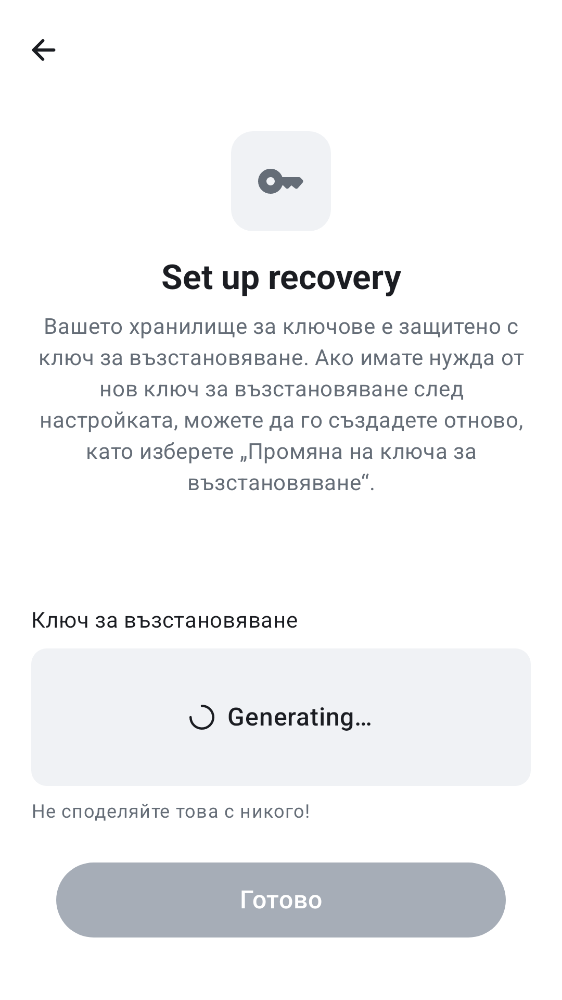 Set up recovery
Вашето хранилище за ключове е защитено с
ключ за възстановяване. Ако имате нужда от
нов ключ за възстановяване след
настройката, можете да го създадете отново,
като изберете „Промяна на ключа за
възстановяване“.
Ключ за възстановяване
Generating…
Не споделяйте това с никого!
Готово